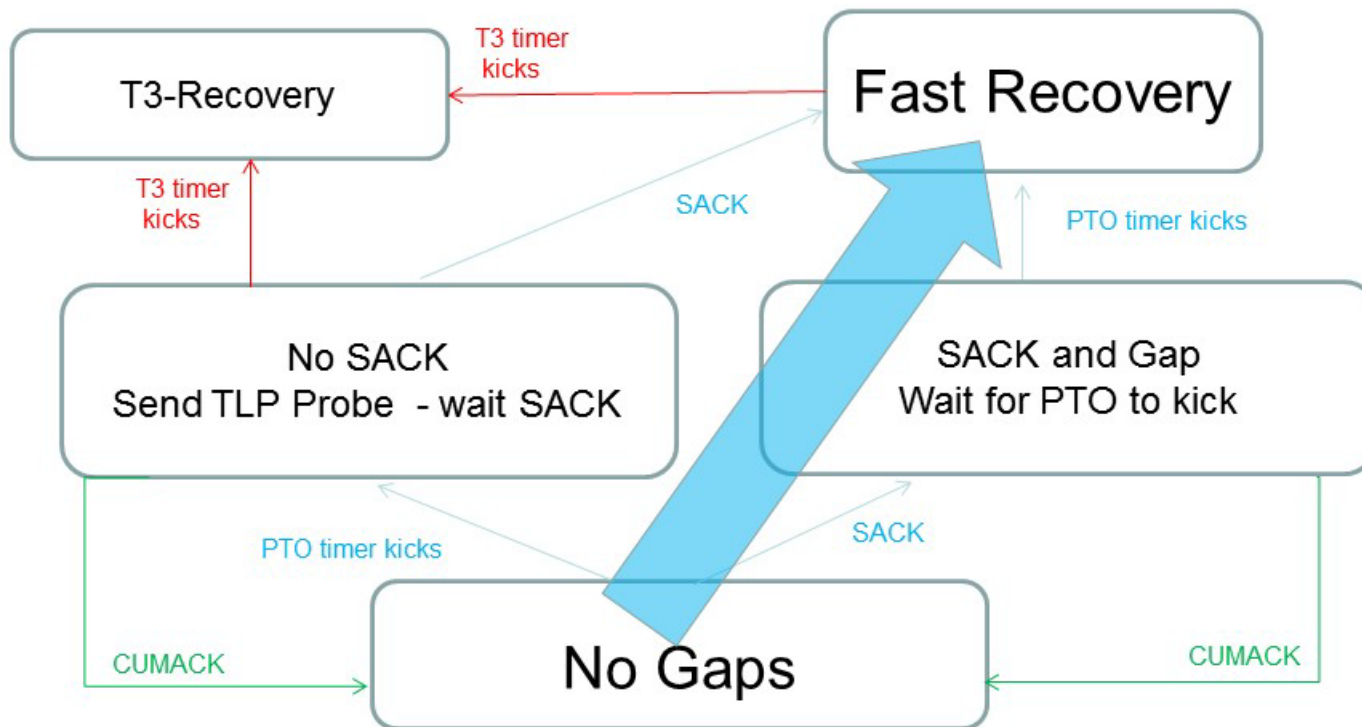 T3-Recovery
T3 timer
kicks
Fast Recovery
T3 timer
kicks
SACK
PTO timer kicks
No SACK
Send TLP Probe - wait SACK
SACK and Gap
Wait for PTO to kick
PTO timer kicks
SACK
CUMACK
No Gaps
CUMACK